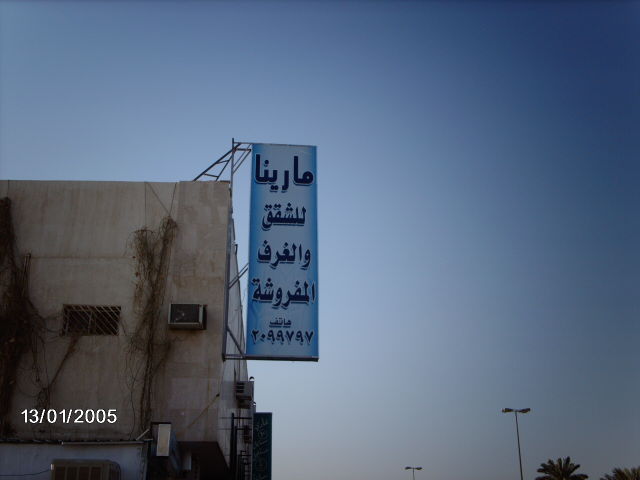 مارينا
للشقق
والغرف
المفروشة
هاتف
٢٠٩٩٧٩٧
13/01/2005